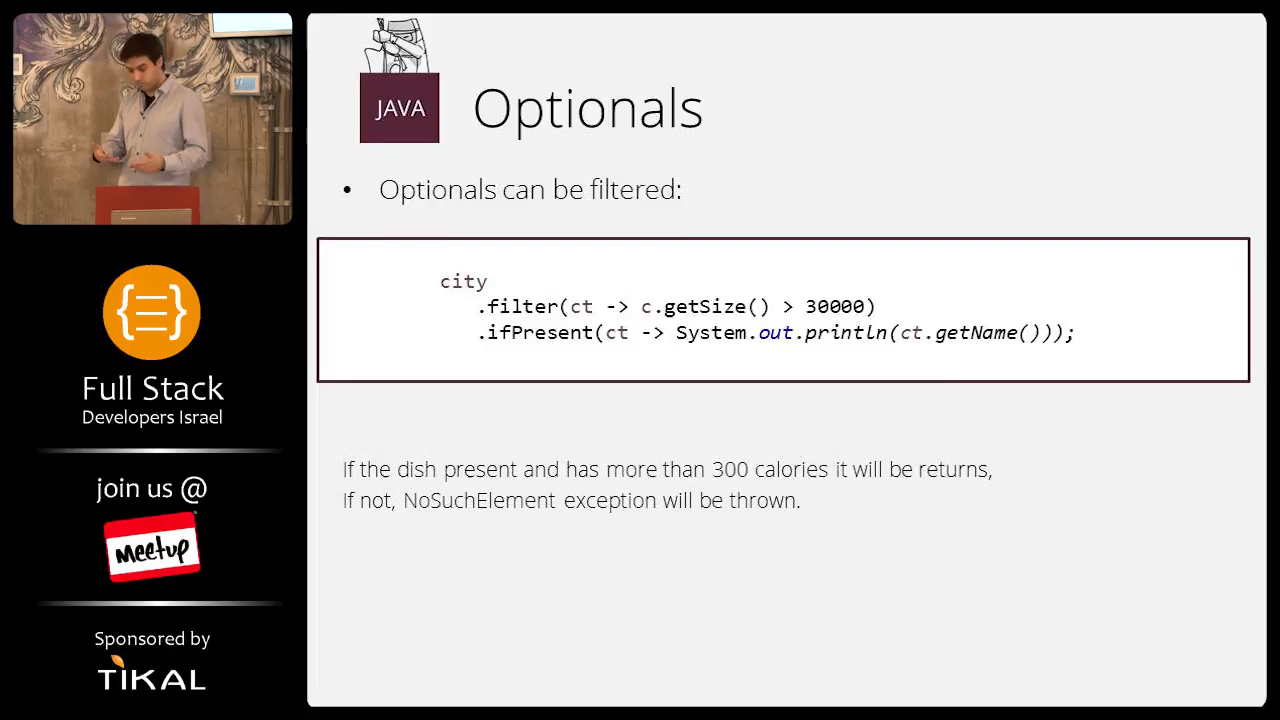 JAVA
Optionals
• Optionals can be filtered:
city
.filter(ct -> c.getSize() > 30000)
.ifPresent(ct -> System.out.println(ct.getName()));
If the dish present and has more than 300 calories it will be returns,
If not, NoSuchElement exception will be thrown.
{ }
Full Stack
Developers Israel
join us @
Meetup
Sponsored by
TIKAL